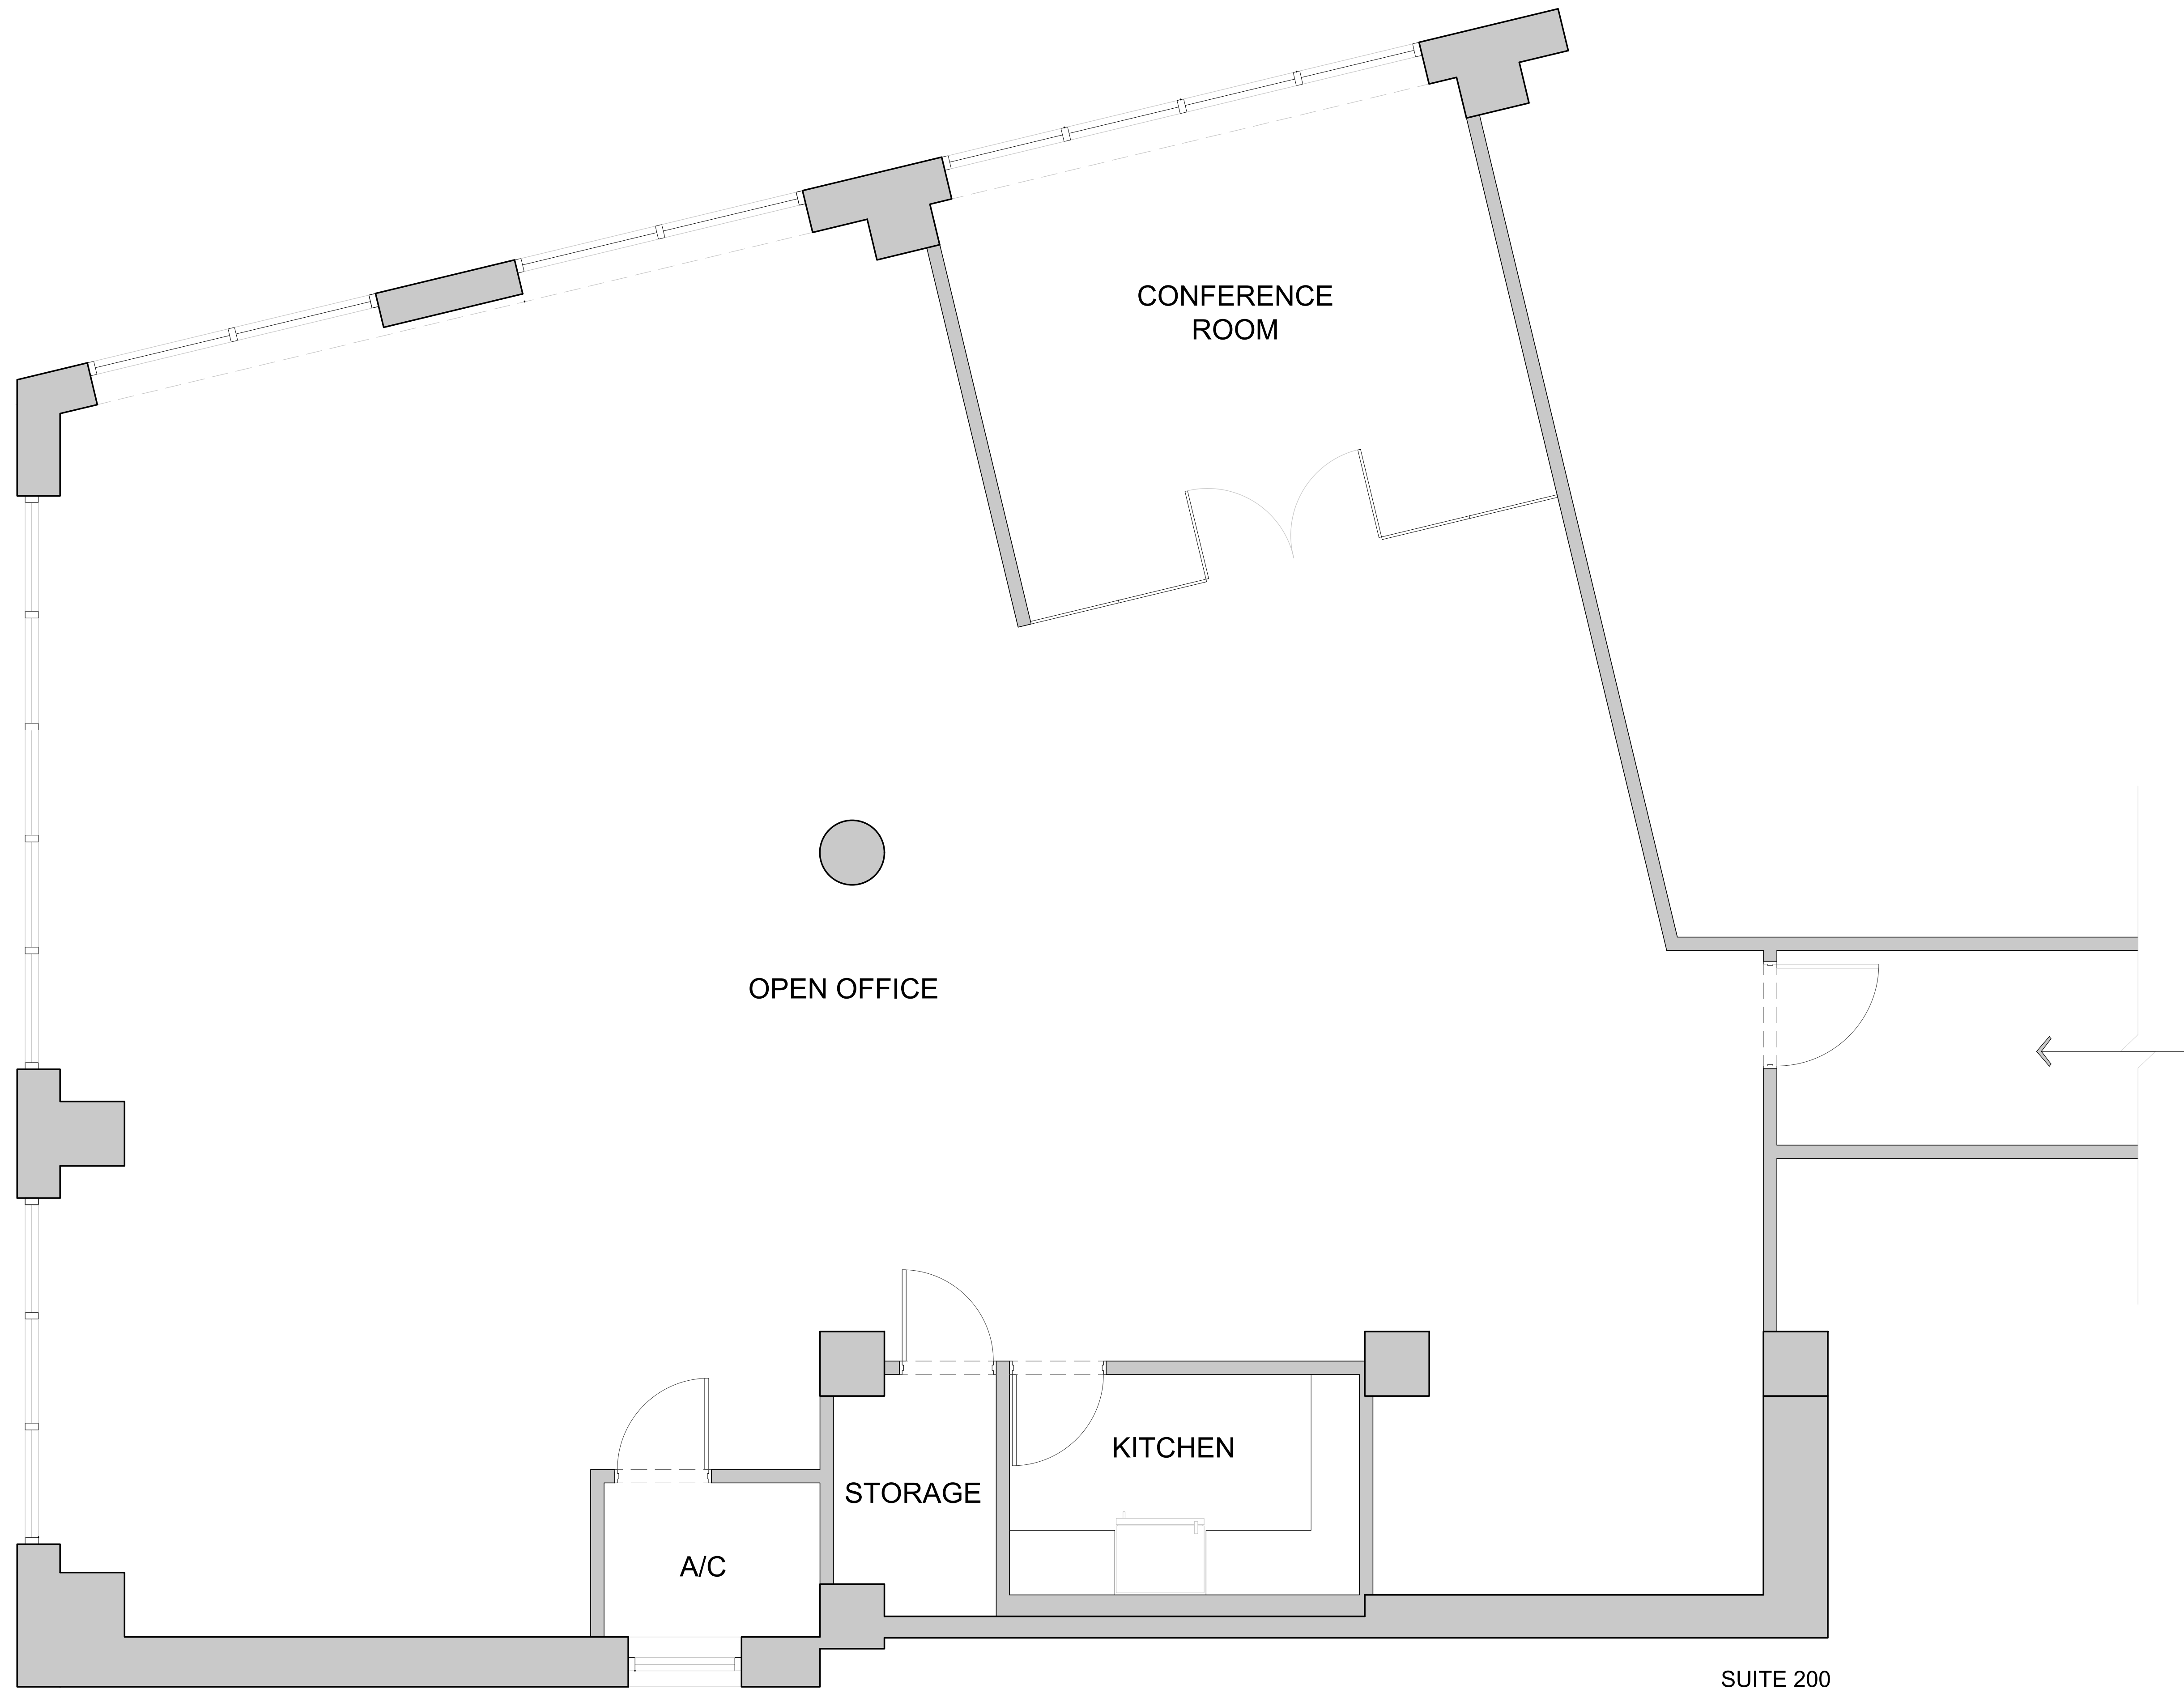 CONFERENCE
ROOM
OPEN OFFICE
KITCHEN
STORAGE
A/C
SUITE 200